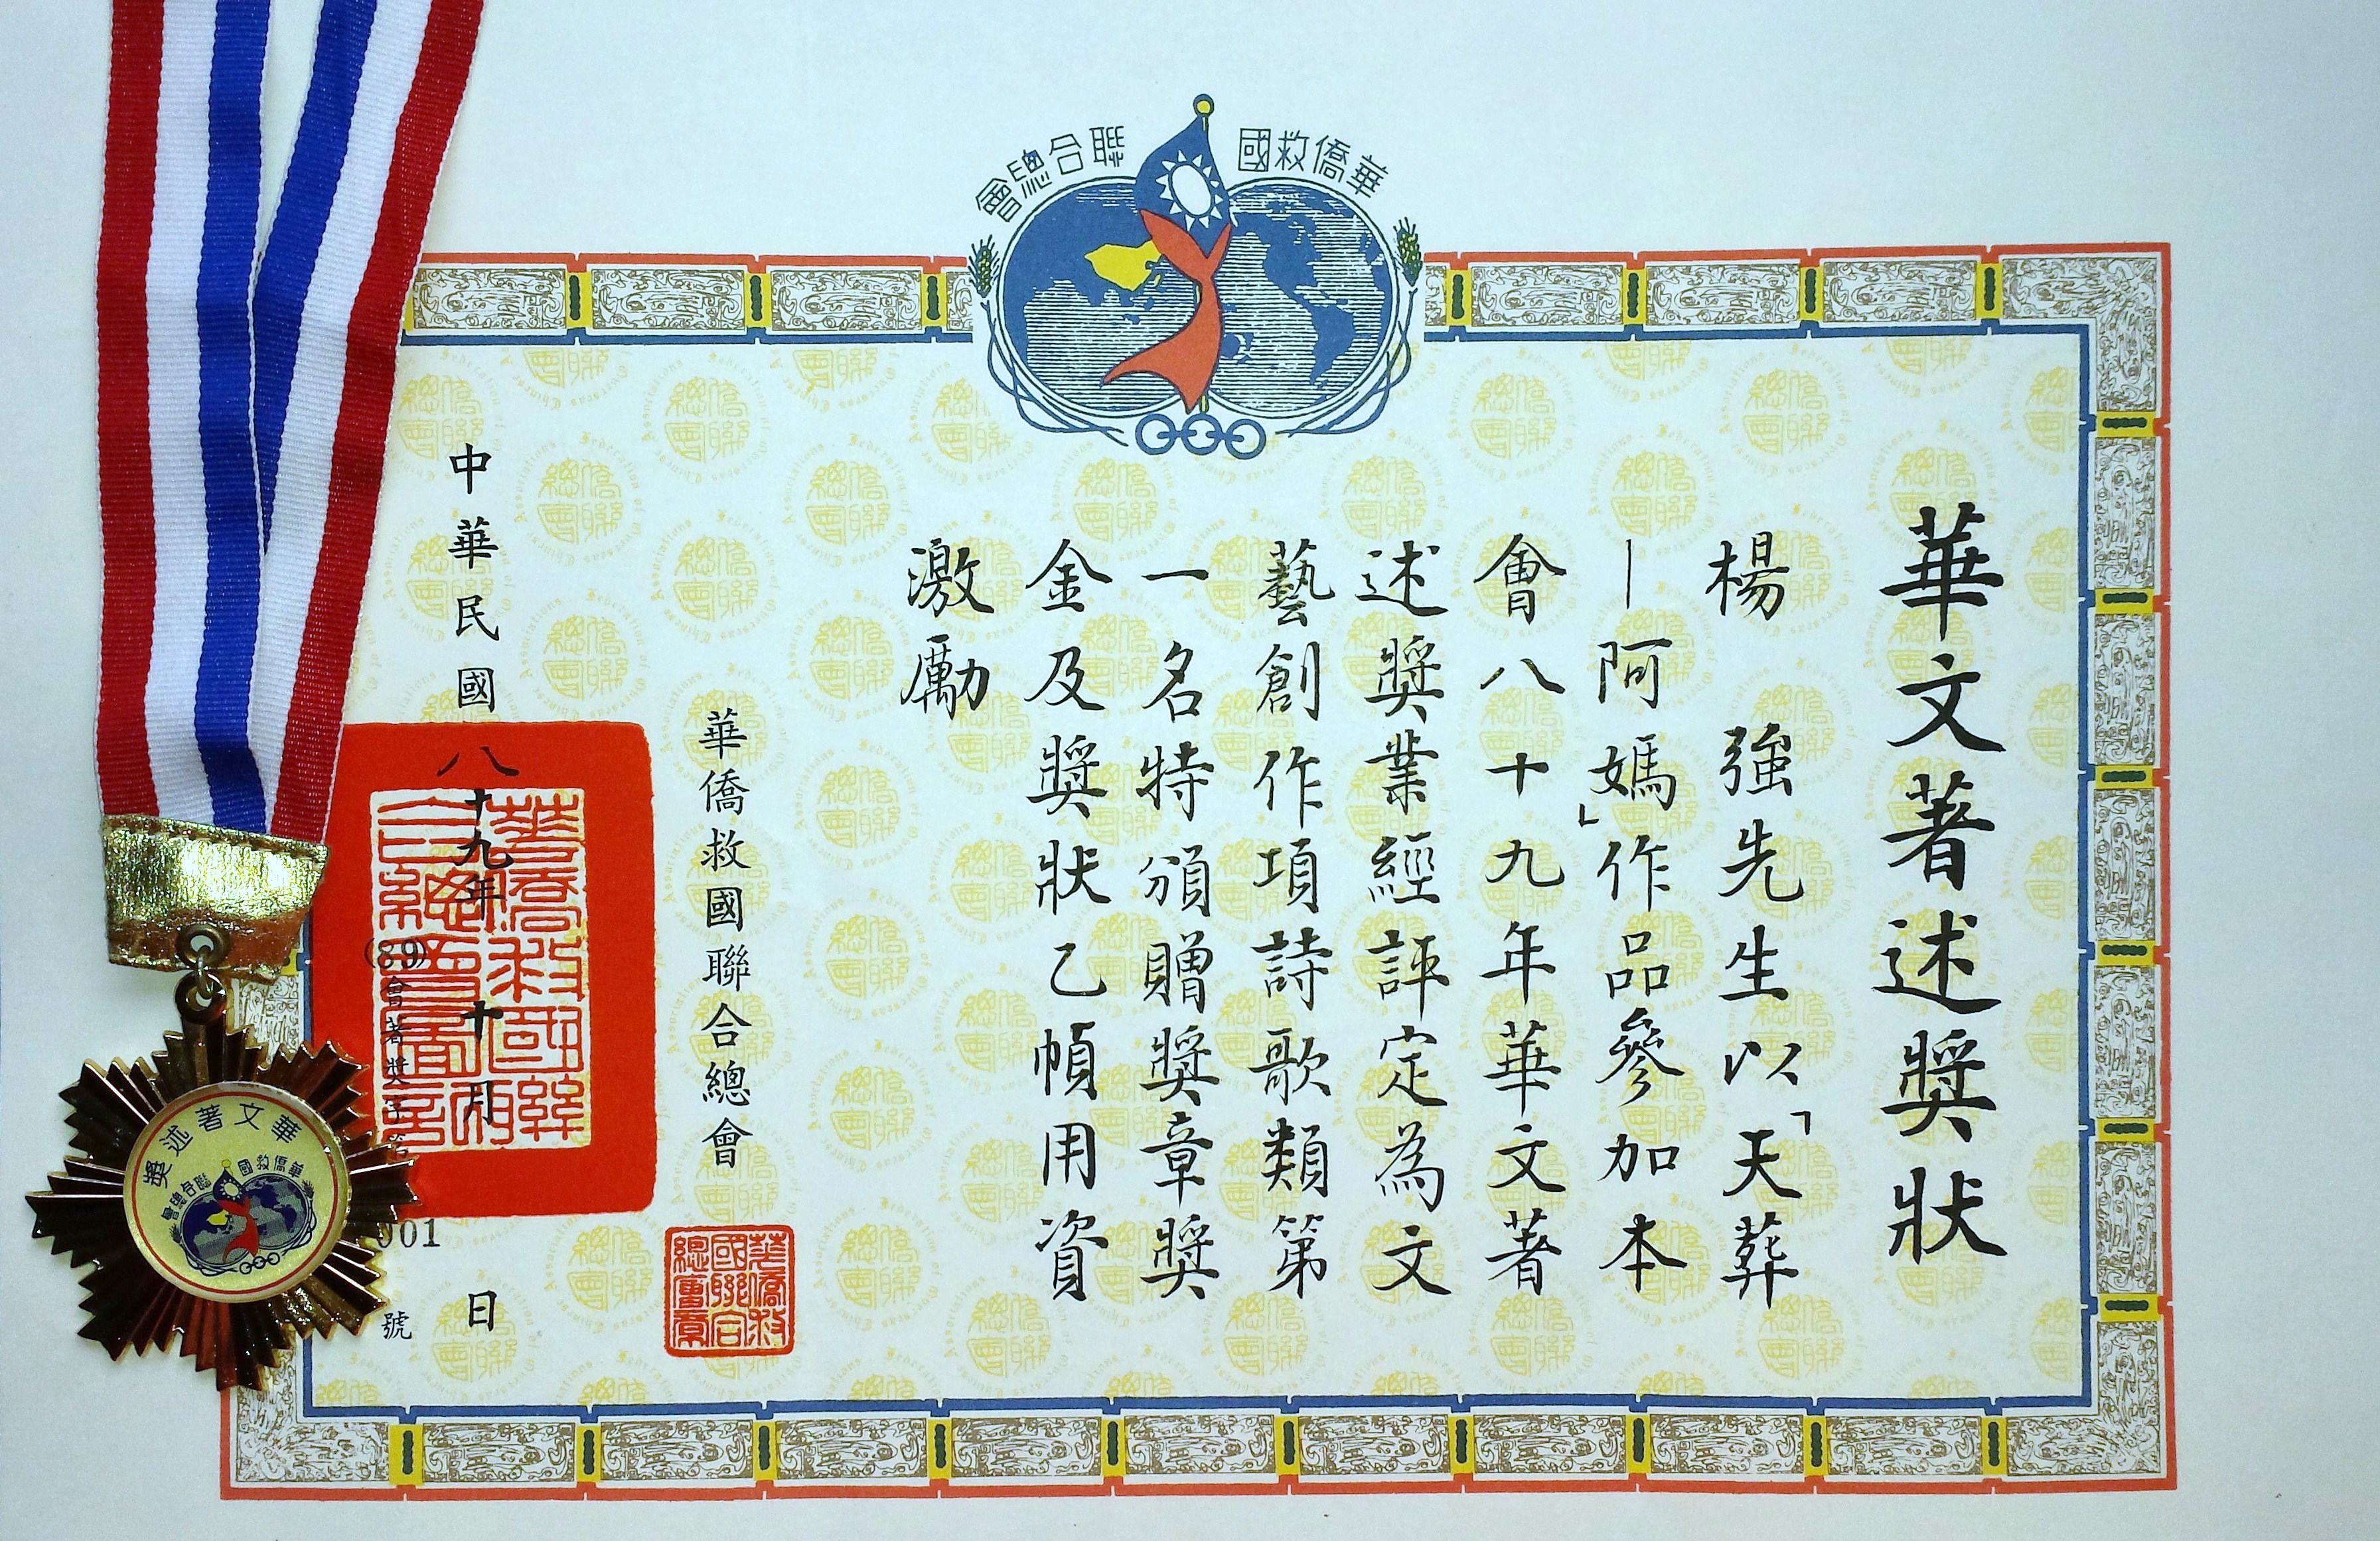 華僑救國聯合總會
華文著述獎狀
楊 強先生以「天葬
—阿媽」作品參加本
會八十九年華文著
述獎業經評定為文
藝創作項詩歌類第
一名特頒贈獎章獎
金及獎狀乙幀用資
激勵
華僑救國聯合總會
中華民國八十九年十月 日
(89)會著獎字第001號
華僑救國聯合總會章
華文著述獎
華僑救國聯合總會